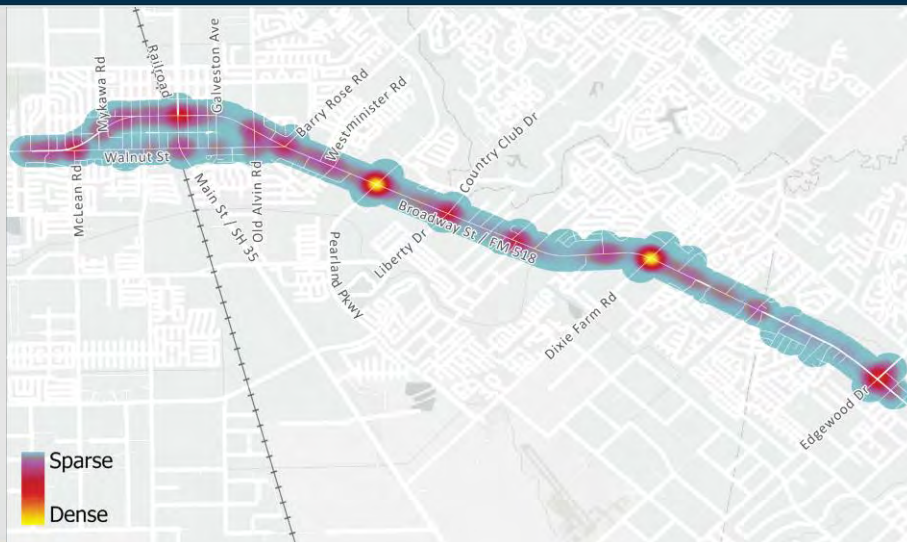 Mykawa Rd
Railroad
Galveston Ave
Barry Rose Rd
Westminister Rd
Country Club Dr
Walnut St
McLean Rd
Main St / SH 35
Old Alvin Rd
Pearland Pkwy
Liberty Dr
Broadway St / FM 518
Dixie Farm Rd
Edgewood Dr
Sparse
Dense